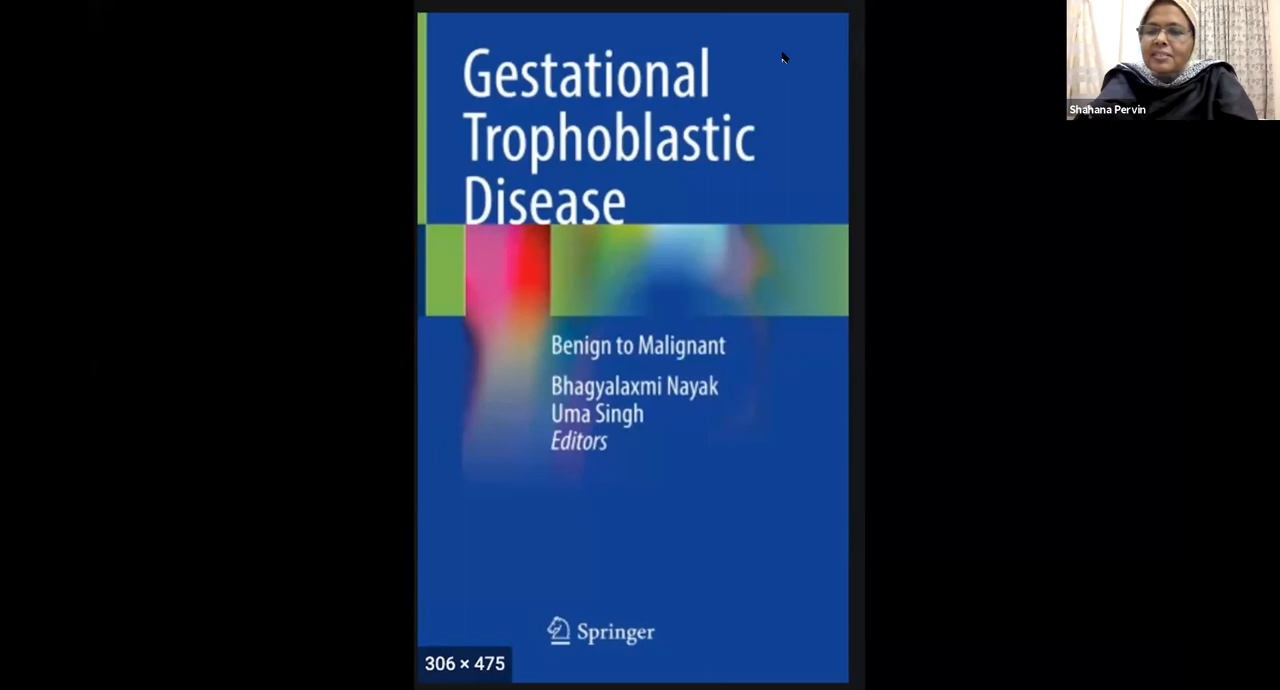 Gestational
Trophoblastic
Disease
Benign to Malignant
Bhagyalaxmi Nayak
Uma Singh
Editors
Springer
306 × 475
Shahana Pervin